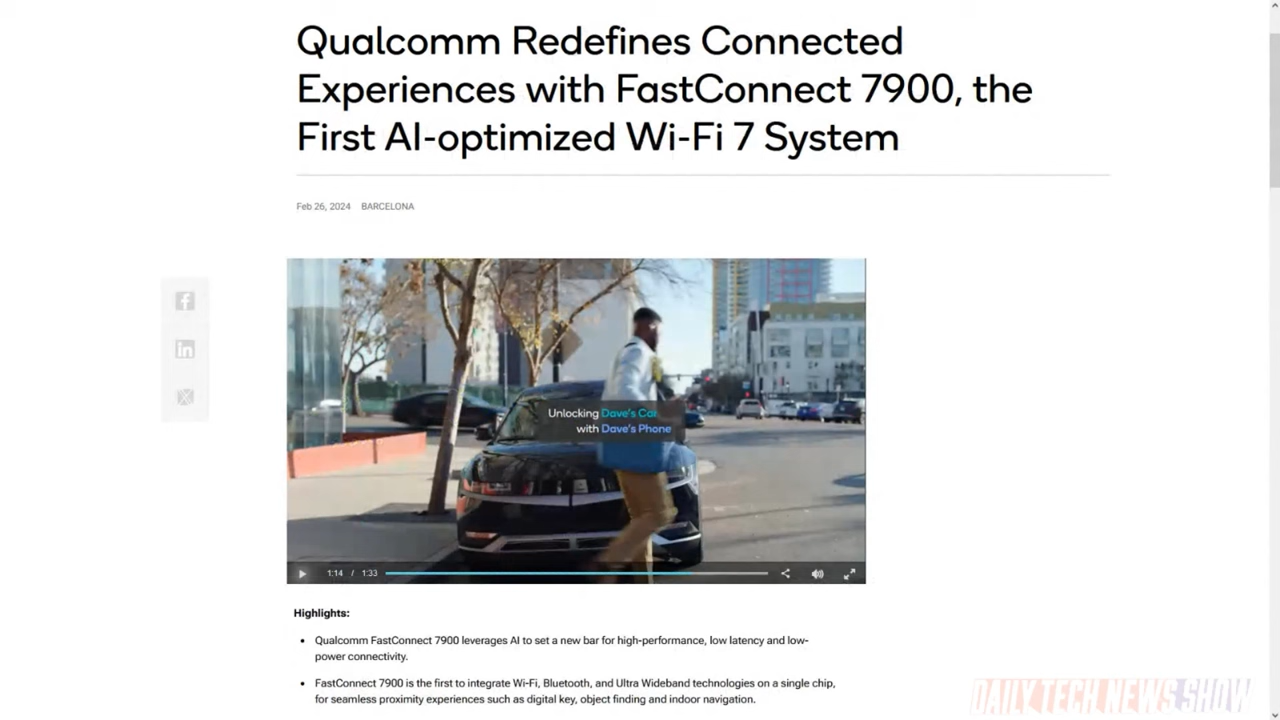 Qualcomm Redefines Connected
Experiences with FastConnect 7900, the
First AI-optimized Wi-Fi 7 System
Feb 26, 2024 BARCELONA
Unlocking Dave's Car
with Dave's Phone
1:14 / 1:33
Highlights:
• Qualcomm FastConnect 7900 leverages AI to set a new bar for high-performance, low latency and low-
power connectivity.
• FastConnect 7900 is the first to integrate Wi-Fi, Bluetooth, and Ultra Wideband technologies on a single chip,
for seamless proximity experiences such as digital key, object finding and indoor navigation.
DAILY TECH NEWS SHOW